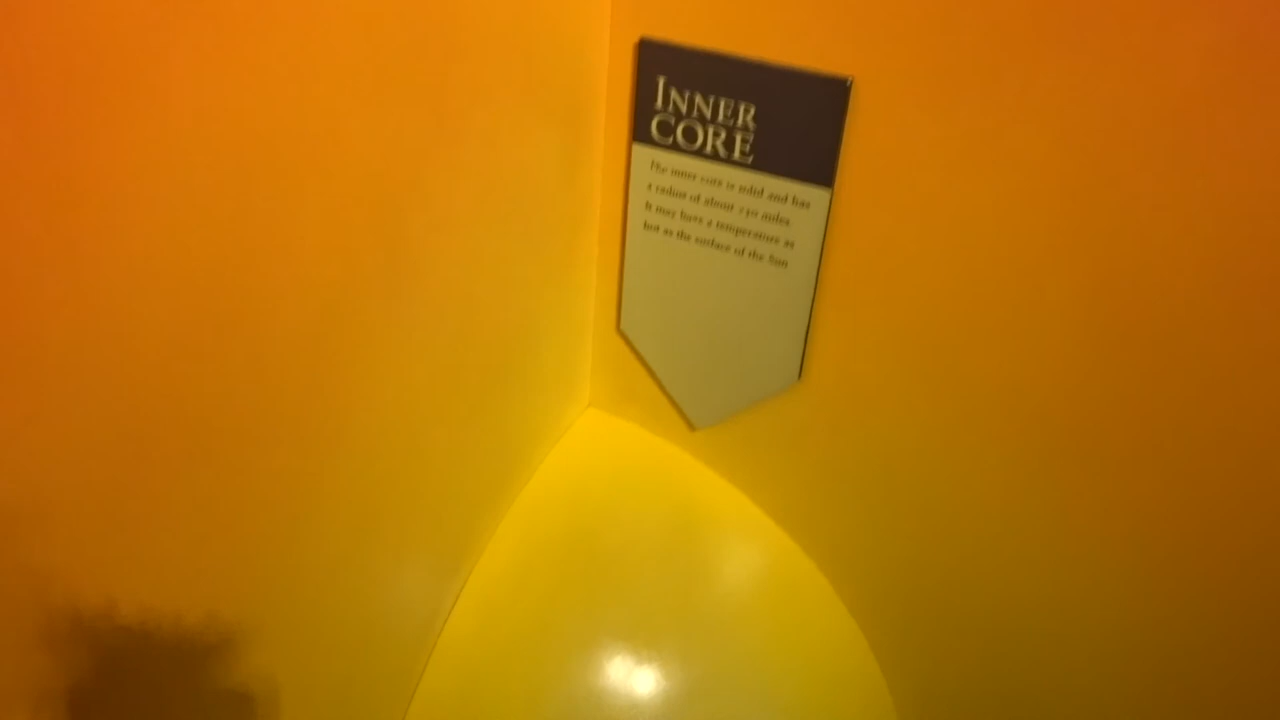 INNER
CORE
The inner core is solid and has
a radius of about 750 miles.
It may have a temperature as
hot as the surface of the Sun